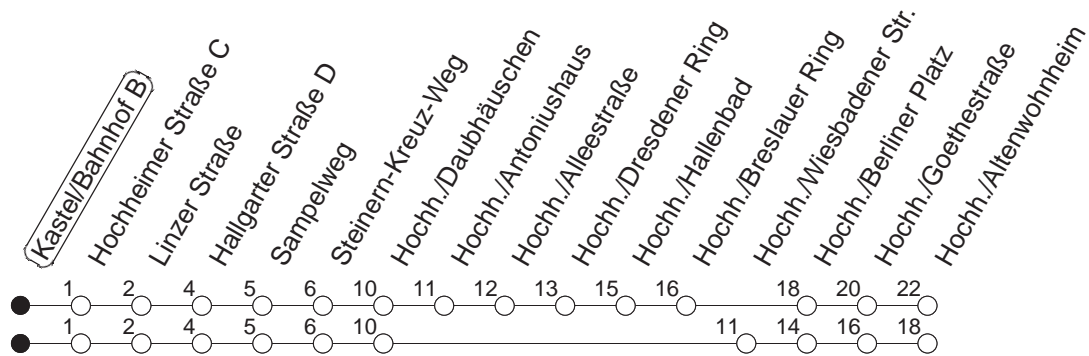 Kastel/Bahnhof B
Hochheimer Straße C
Linzer Straße
Hallgarter Straße D
Sampelweg
Steinern-Kreuz-Weg
Hochh./Daubhäuschen
Hochh./Antoniushaus
Hochh./Alleestraße
Hochh./Dresdener Ring
Hochh./Hallenbad
Hochh./Breslauer Ring
Hochh./Wiesbadener Str.
Hochh./Berliner Platz
Hochh./Goethestraße
Hochh./Altenwohnheim
1 2 4 5 6 10 11 12 13 15 16 18 20 22
1 2 4 5 6 10 11 14 16 18